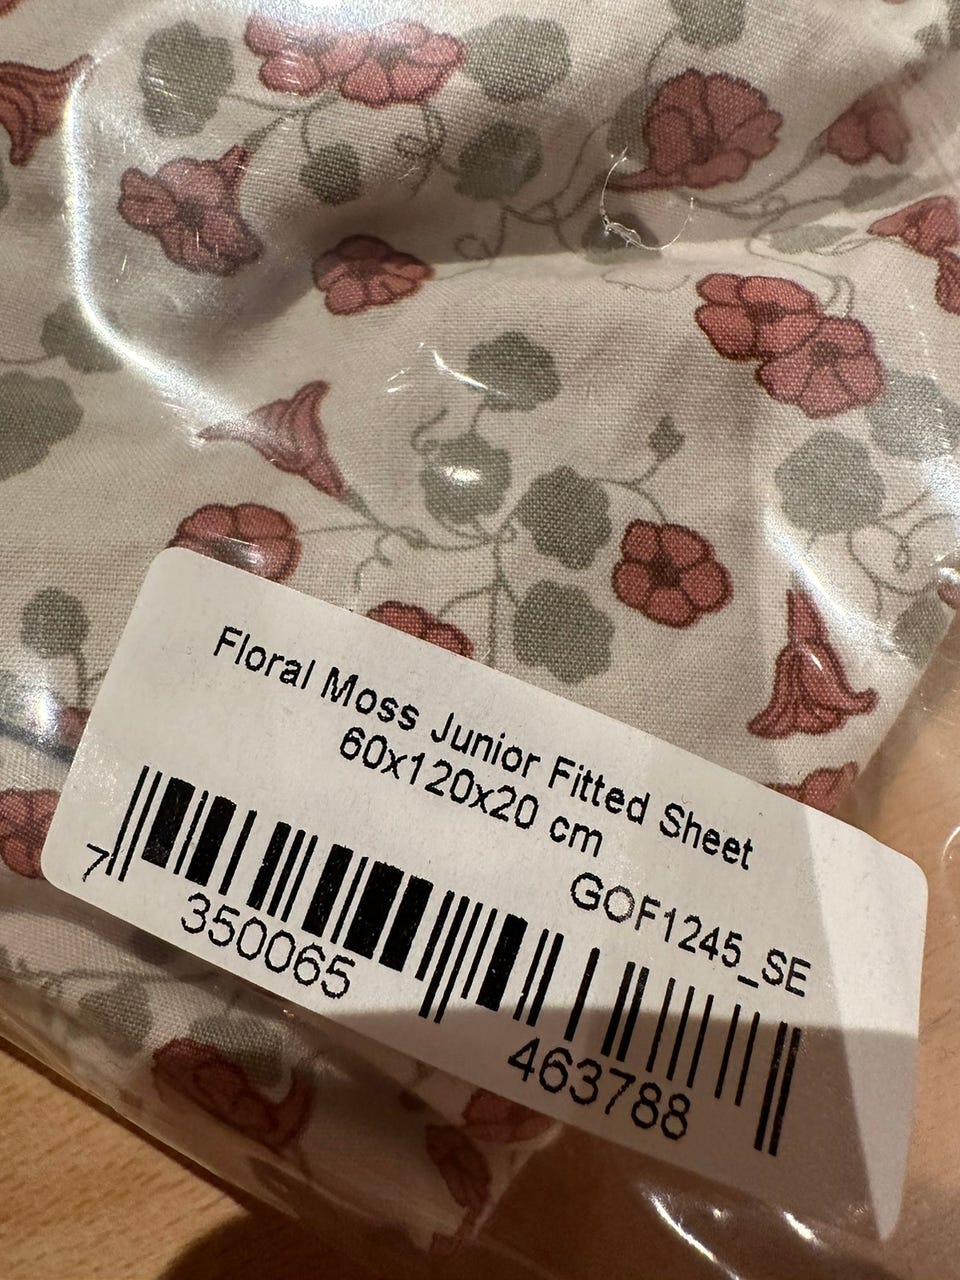 Floral Moss Junior Fitted Sheet
60x120x20 cm
GOF1245_SE
7 350065 463788